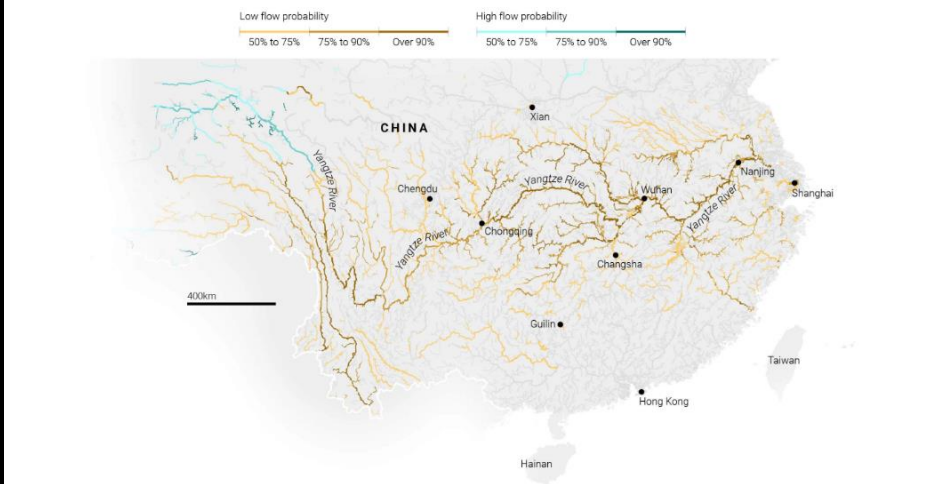 Low flow probability
50% to 75% 75% to 90% Over 90%
High flow probability
50% to 75% 75% to 90% Over 90%
Xian
CHINA
Yangtze River
Chengdu
Yangtze River
Wuhan
Nanjing
Shanghai
Yangtze River
Chongqing
Yangtze River
Changsha
400km
Guilin
Taiwan
Hong Kong
Hainan